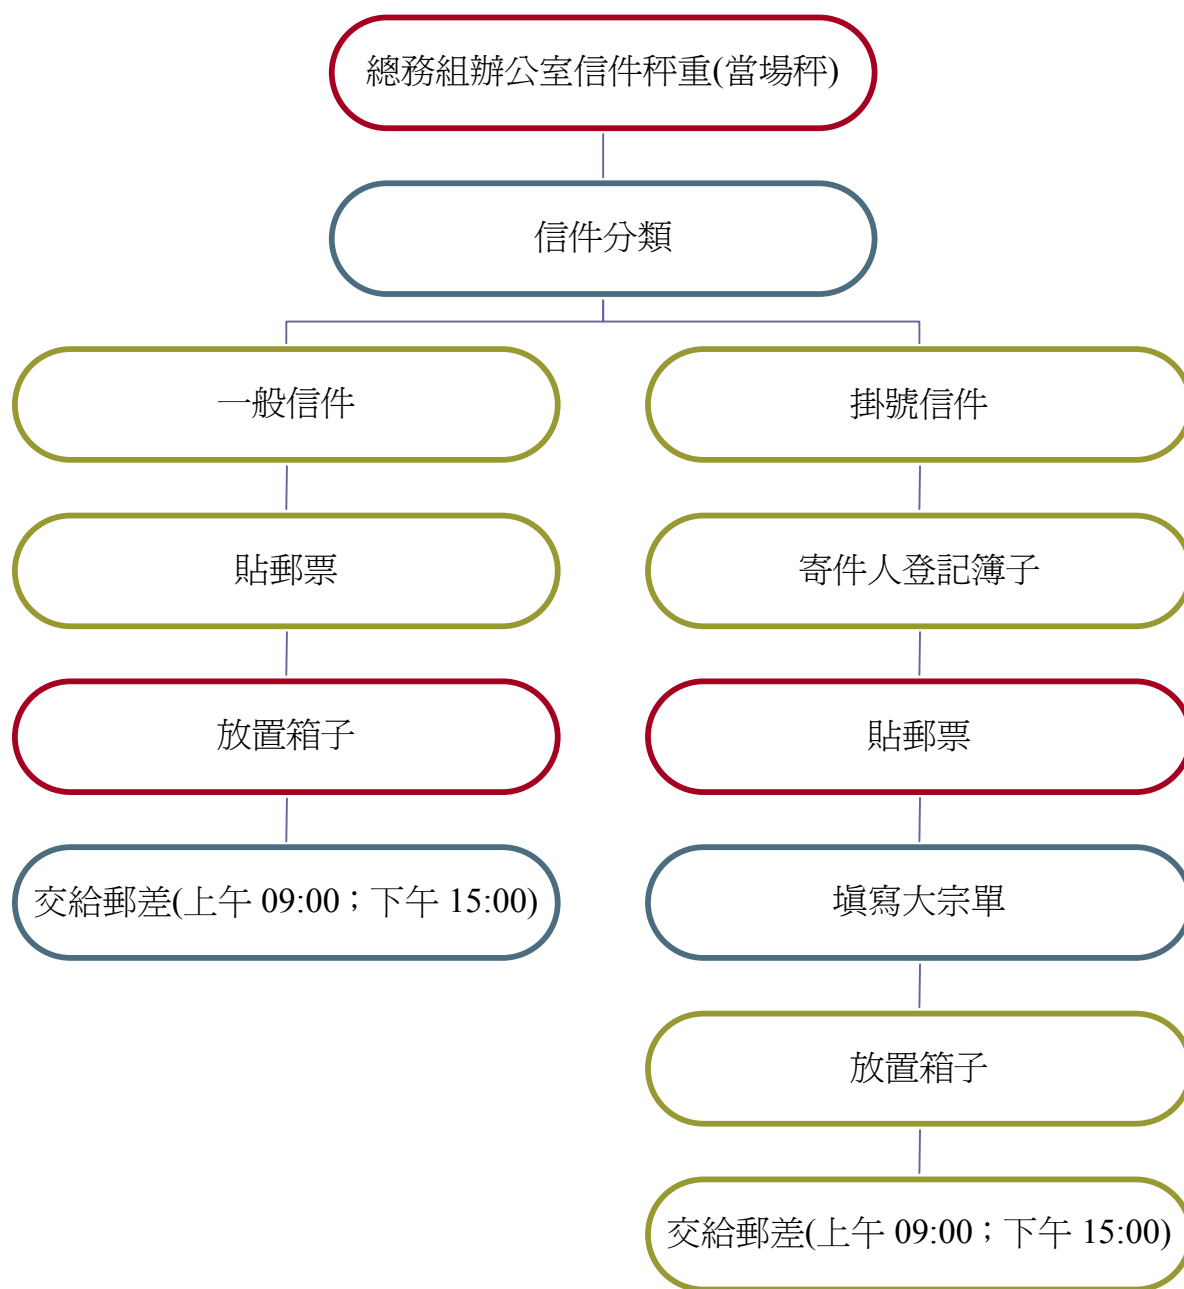 總務組辦公室信件秤重(當場秤)
信件分類
一般信件
掛號信件
貼郵票
寄件人登記簿子
放置箱子
貼郵票
交給郵差(上午 09:00；下午 15:00)
填寫大宗單
放置箱子
交給郵差(上午 09:00；下午 15:00)